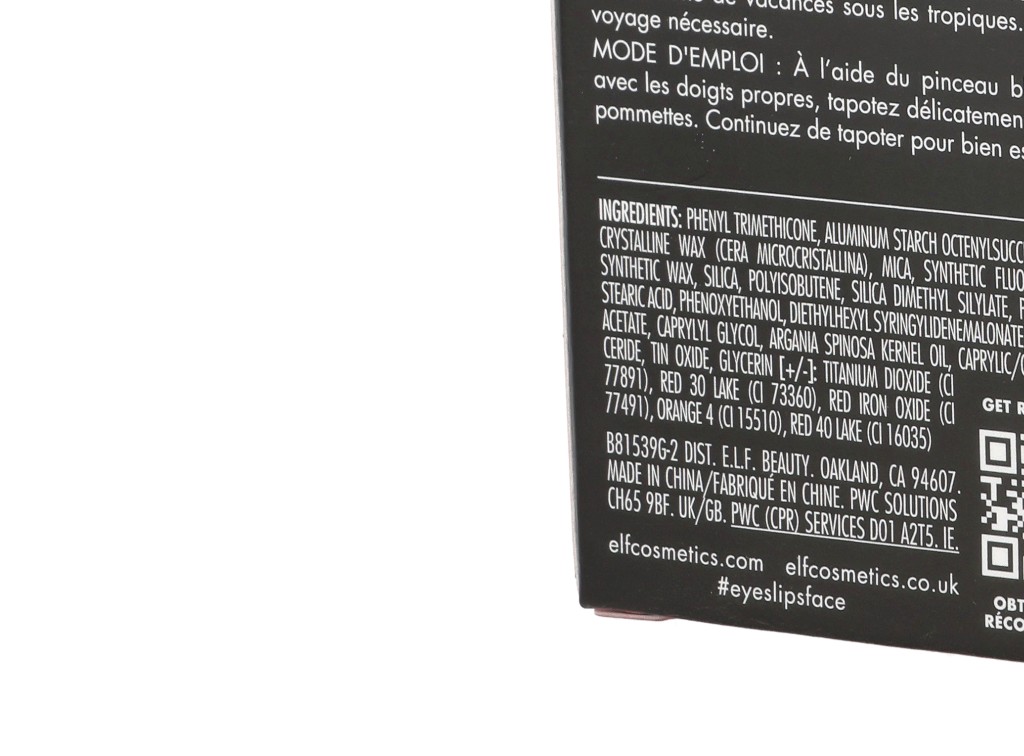 vacances sous les tropiques.
voyage nécessaire.
MODE D'EMPLOI : À l'aide du pinceau
avec les doigts propres, tapotez
pommettes. Continuez de tapoter pour bien
INGREDIENTS: PHENYL TRIMETHICONE, ALUMINUM STARCH
CRYSTALLINE WAX (CERA MICROCRISTALLINA), MICA, SYNTHETIC
SYNTHETIC WAX, SILICA, POLYISOBUTENE, SILICA DIMETHYL SILYLATE,
STEARIC ACID, PHENOXYETHANOL, DIETHYLHEXYL SYRINGYLIDENEMALONATE
ACETATE, CAPRYLYL GLYCOL, ARGANIA SPINOSA KERNEL OIL, CAPRYLIC/
CERIDE, TIN OXIDE, GLYCERIN [+/-]: TITANIUM DIOXIDE (CI
77891), RED 30 LAKE (CI 73360), RED IRON OXIDE (CI
77491), ORANGE 4 (CI 15510), RED 40 LAKE (CI 16035)
B81539G-2 DIST. E.L.F. BEAUTY. OAKLAND, CA 94607.
MADE IN CHINA/FABRIQUÉ EN CHINE. PWC SOLUTIONS
CH65 9BF. UK/GB. PWC (CPR) SERVICES D01 A2T5. IE.
elfcosmetics.com elfcosmetics.co.uk
#eyeslipsface
GET